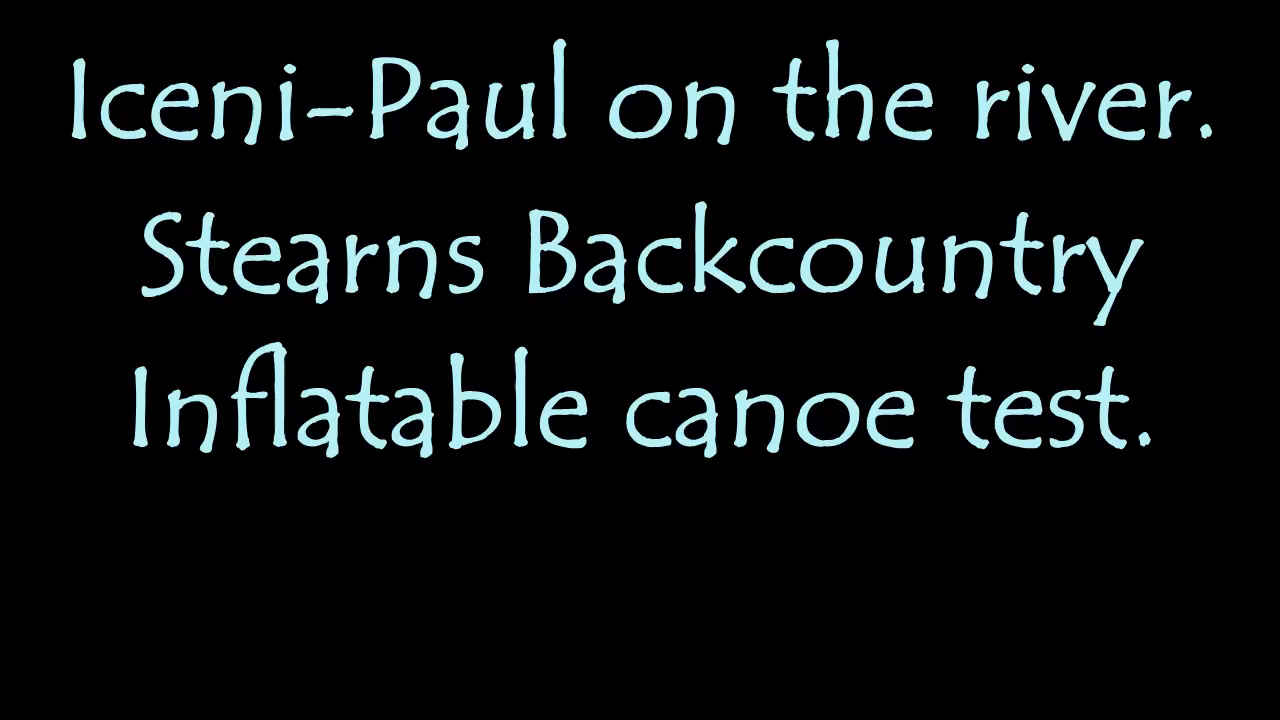 Iceni-Paul on the river.
Stearns Backcountry
Inflatable canoe test.